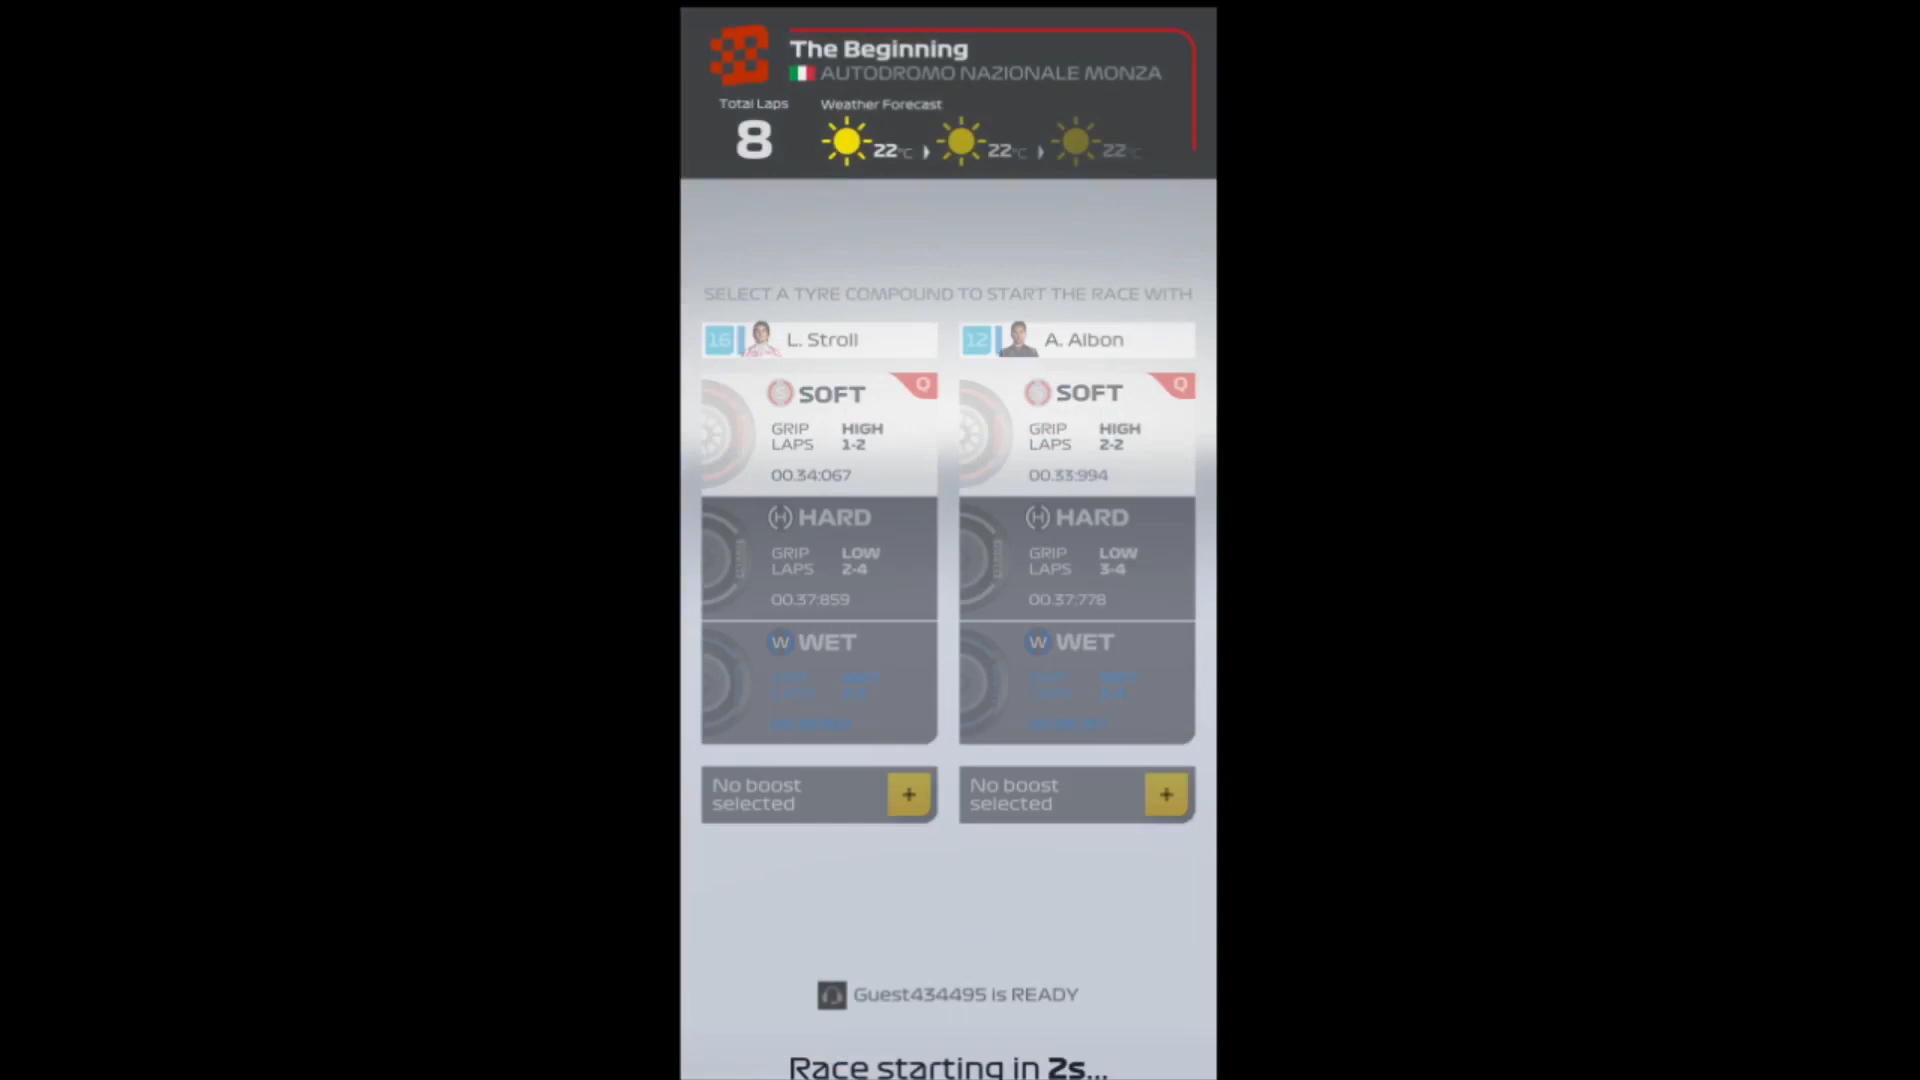 The Beginning
AUTODROMO NAZIONALE MONZA
Total Laps
8
Weather Forecast
22°C
22°C
22°C
SELECT A TYRE COMPOUND TO START THE RACE WITH
16
L. Stroll
12
A. Albon
SOFT
Q
GRIP HIGH
LAPS 1-2
00.34:067
SOFT
Q
GRIP HIGH
LAPS 2-2
00.33:994
H HARD
GRIP LOW
LAPS 2-4
00.37:859
H HARD
GRIP LOW
LAPS 3-4
00.37:778
W WET
W WET
No boost
selected
+
No boost
selected
+
Guest434495 is READY
Race starting in 2s...